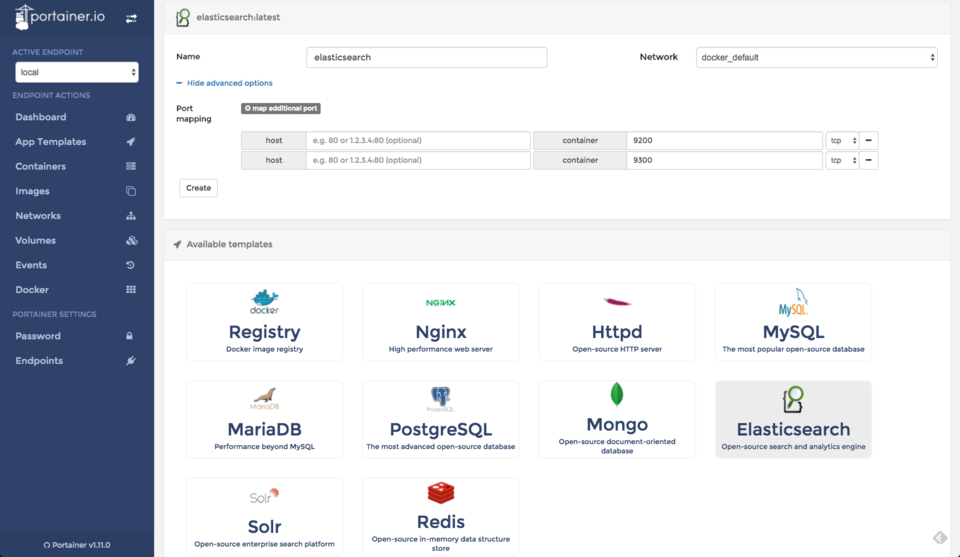 portainer.io
ACTIVE ENDPOINT
local
ENDPOINT ACTIONS
Dashboard
App Templates
Containers
Images
Networks
Volumes
Events
Docker
PORTAINER SETTINGS
Password
Endpoints
Portainer v1.11.0
elasticsearch:latest
Name
elasticsearch
Network
docker_default
Hide advanced options
Port
mapping
map additional port
host e.g. 80 or 1.2.3.4:80 (optional) container 9200 tcp
host e.g. 80 or 1.2.3.4:80 (optional) container 9300 tcp
Create
Available templates
docker
Registry
Docker image registry
NGINX
Nginx
High performance web server
Httpd
Open-source HTTP server
MySQL
MySQL
The most popular open-source database
MariaDB
MariaDB
Performance beyond MySQL
PostgreSQL
PostgreSQL
The most advanced open-source database
Mongo
Open-source document-oriented
database
Elasticsearch
Open-source search and analytics engine
Solr
Solr
Open-source enterprise search platform
Redis
Open-source in-memory data structure
store